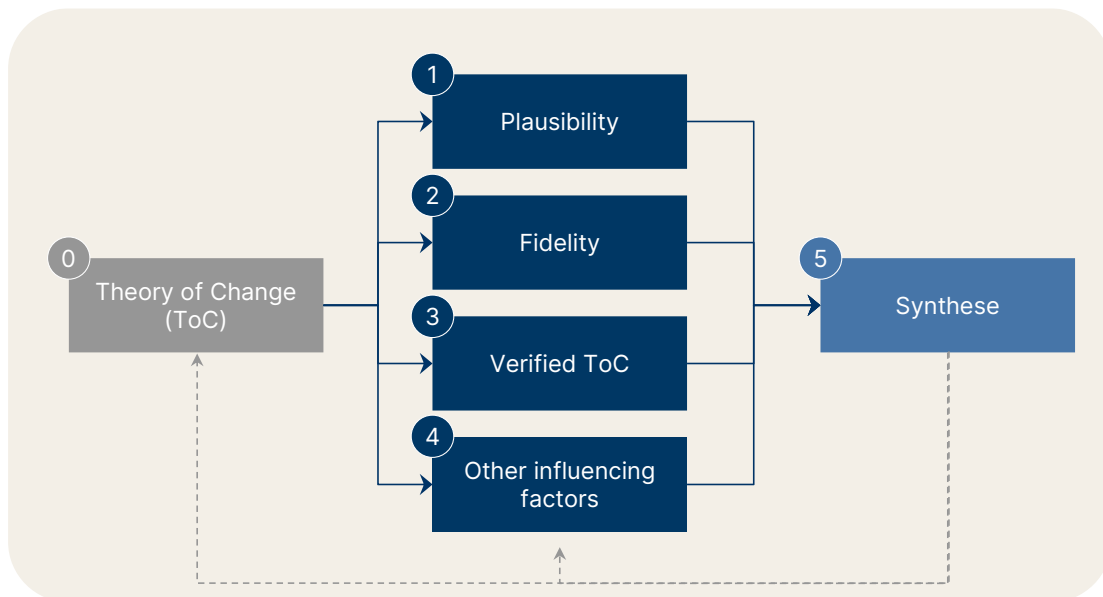 0
Theory of Change
(ToC)
1
Plausibility
2
Fidelity
3
Verified ToC
4
Other influencing
factors
5
Synthese